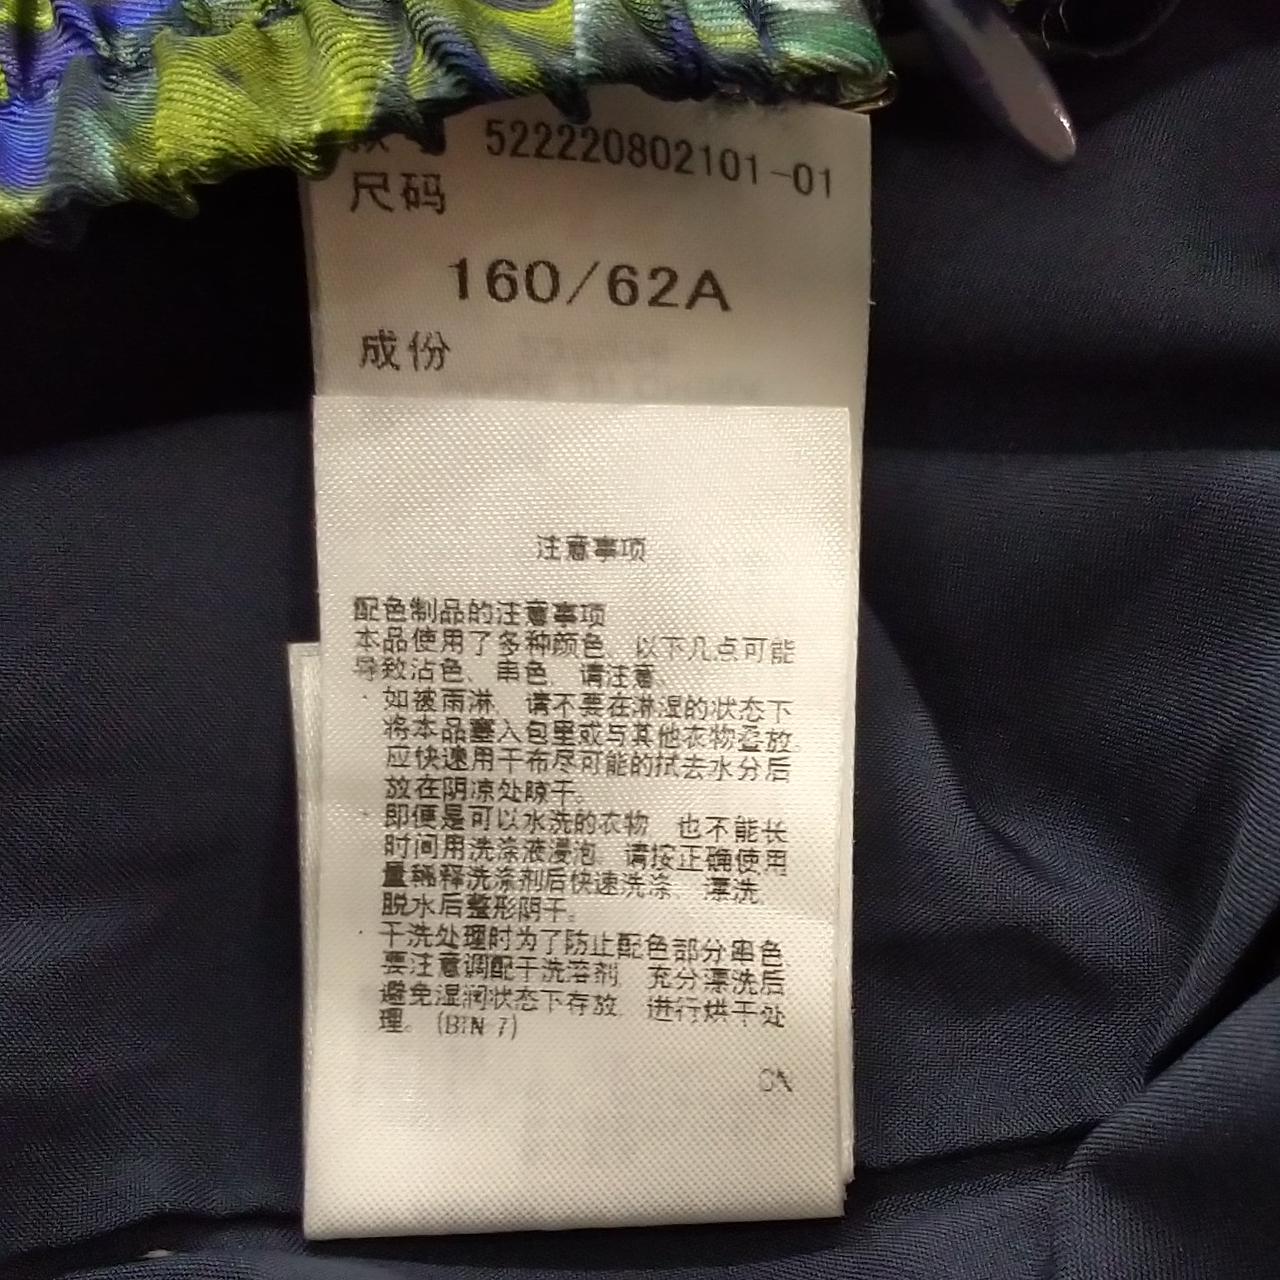 522220802101-01
尺码
160/62A
成份
注意事项
配色制品的注意事项
本品使用了多种颜色、以下几点可能
导致沾色、串色、请注意。
· 如被雨淋、请不要在淋湿的状态下
将本品塞入包里或与其他衣物叠放。
应快速用干布尽可能的拭去水分后
放在阴凉处晾干。
· 即便是可以水洗的衣物、也不能长
时间用洗涤液浸泡、请按正确使用
量稀释洗涤剂后快速洗涤、漂洗、
脱水后整形阴干。
· 干洗处理时为了防止配色部分串色
要注意调配干洗溶剂、充分漂洗后
避免湿润状态下存放、进行烘干处
理。(BTN-7)